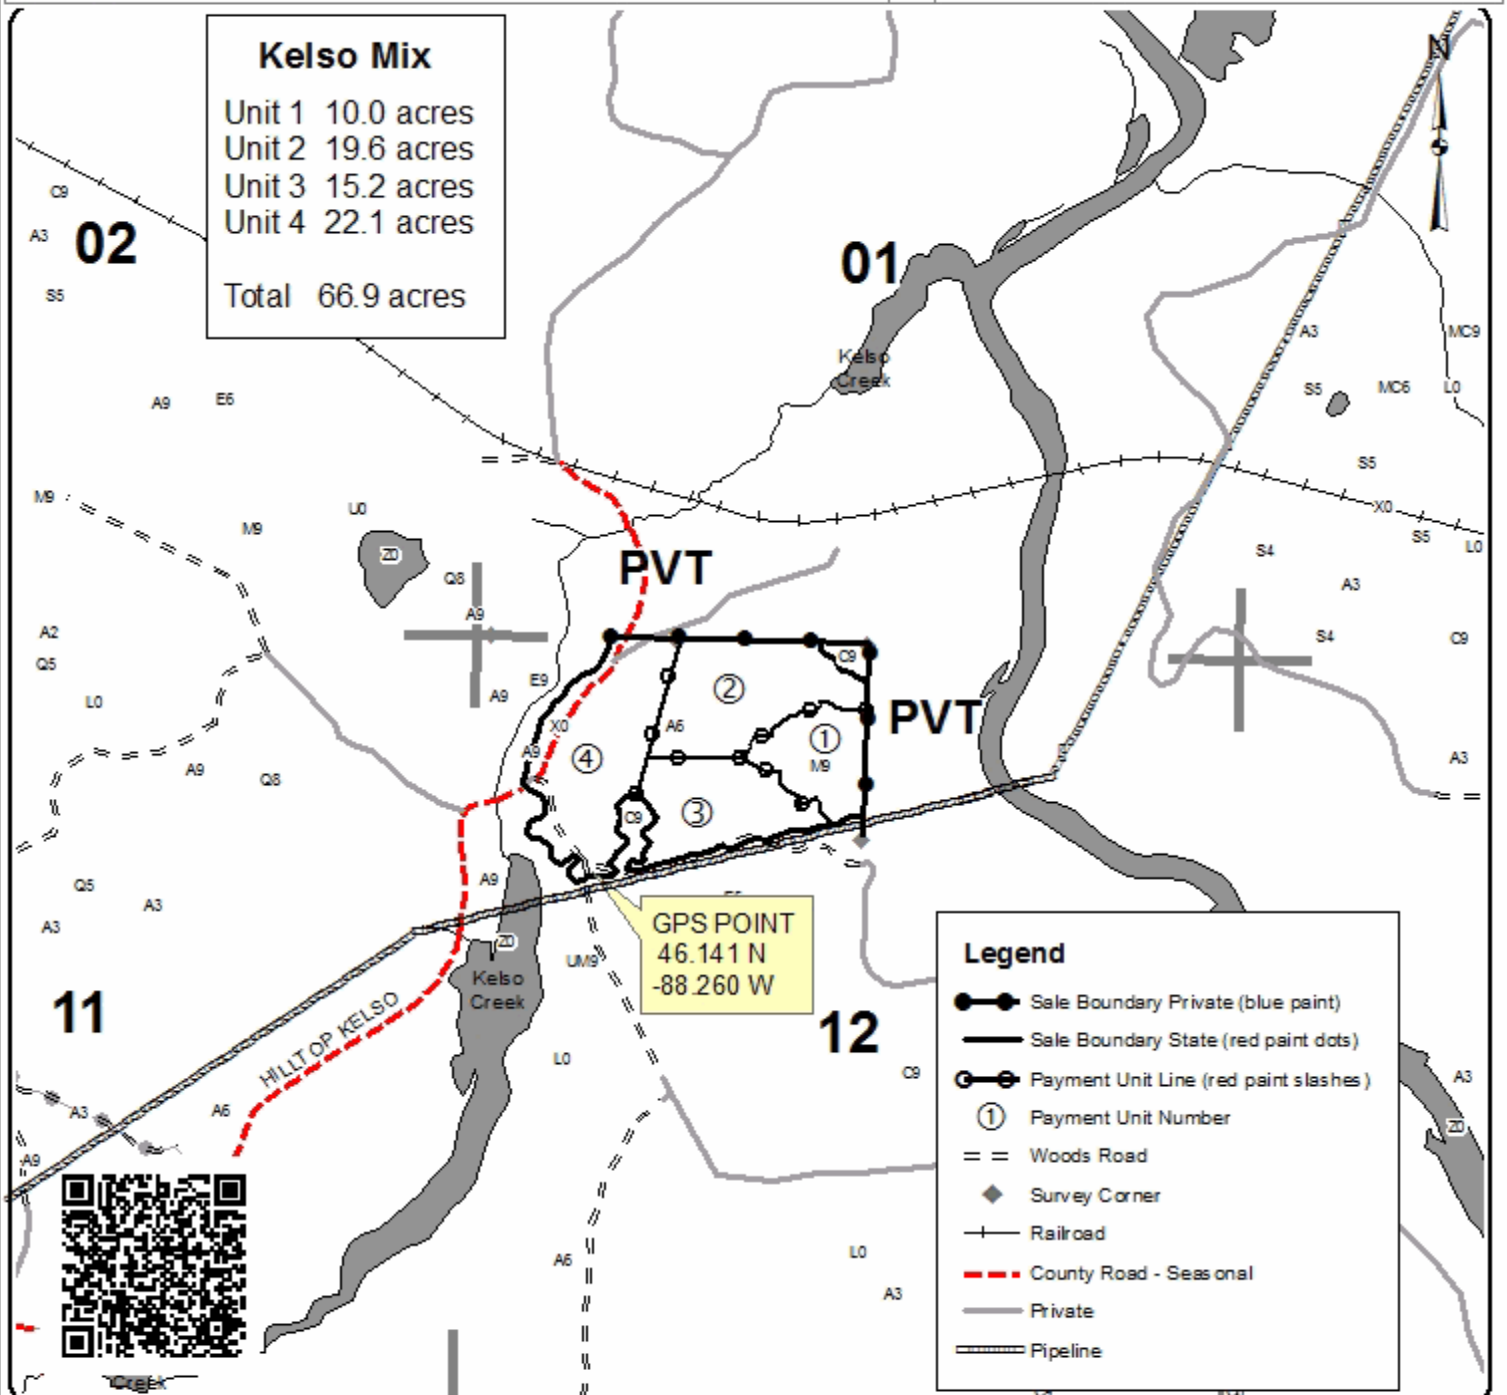 Kelso Mix
Unit 1 10.0 acres
Unit 2 19.6 acres
Unit 3 15.2 acres
Unit 4 22.1 acres
Total 66.9 acres
N
C9
A3
02
S5
01
Kelso
Creek
A3
MC9
S5
MC6
L0
A9
E6
S5
M9
X0
M9
U0
S5
L0
Z0
S4
PVT
Q8
A3
A9
A2
S4
C9
Q5
C9
E9
A9
2
L0
PVT
X0
A6
1
A9
4
M9
A3
A9
Q8
3
C9
A9
Q5
A3
A3
GPS POINT
46.141 N
-88.260 W
Z0
UM9
Kelso
Creek
11
12
HILLTOP KELSO
L0
C9
A3
A3
A6
Z0
A9
A6
L0
A3
Creek
Legend
Sale Boundary Private (blue paint)
Sale Boundary State (red paint dots)
Payment Unit Line (red paint slashes)
1 Payment Unit Number
Woods Road
Survey Corner
Railroad
County Road - Seasonal
Private
Pipeline